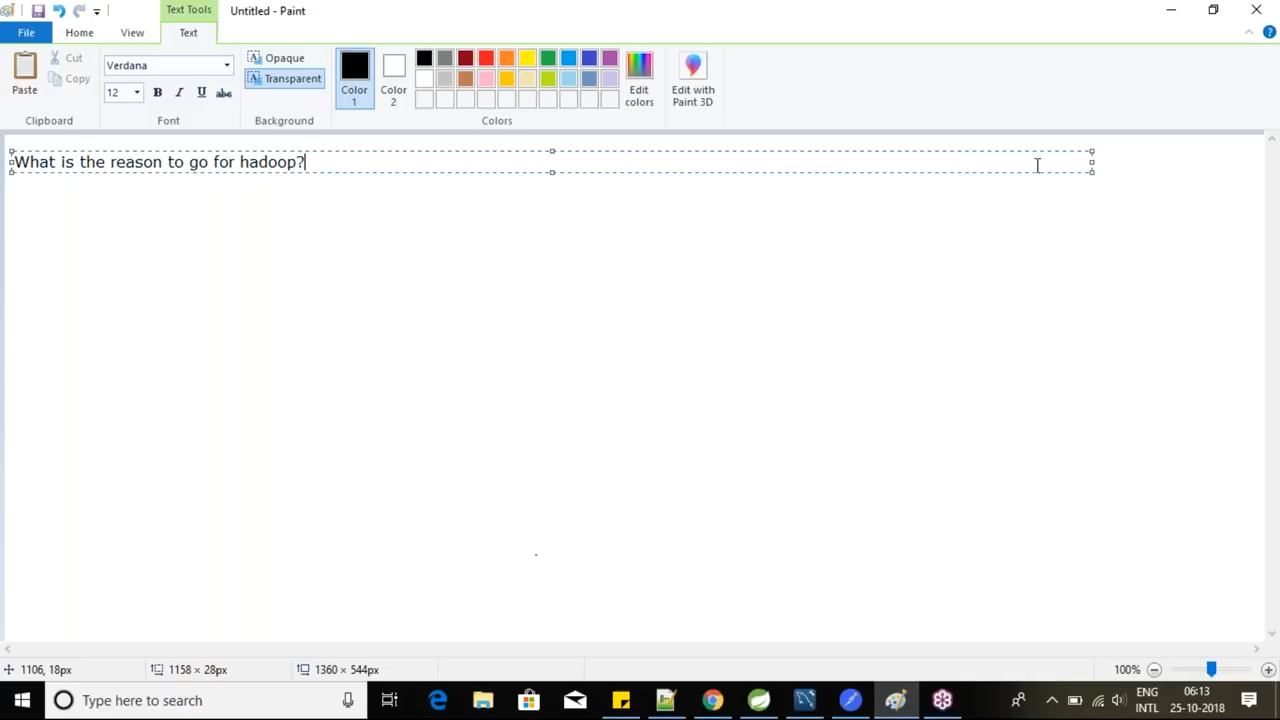 Text Tools
Untitled - Paint
File
Home
View
Text
Paste
Cut
Copy
Clipboard
Verdana
12
B
I
U
abc
Font
Opaque
Transparent
Background
Color 1
Color 2
Edit colors
Colors
Edit with Paint 3D
What is the reason to go for hadoop?
1106, 18px
1158 × 28px
1360 × 544px
100%
Type here to search
ENG
INTL
06:13
25-10-2018